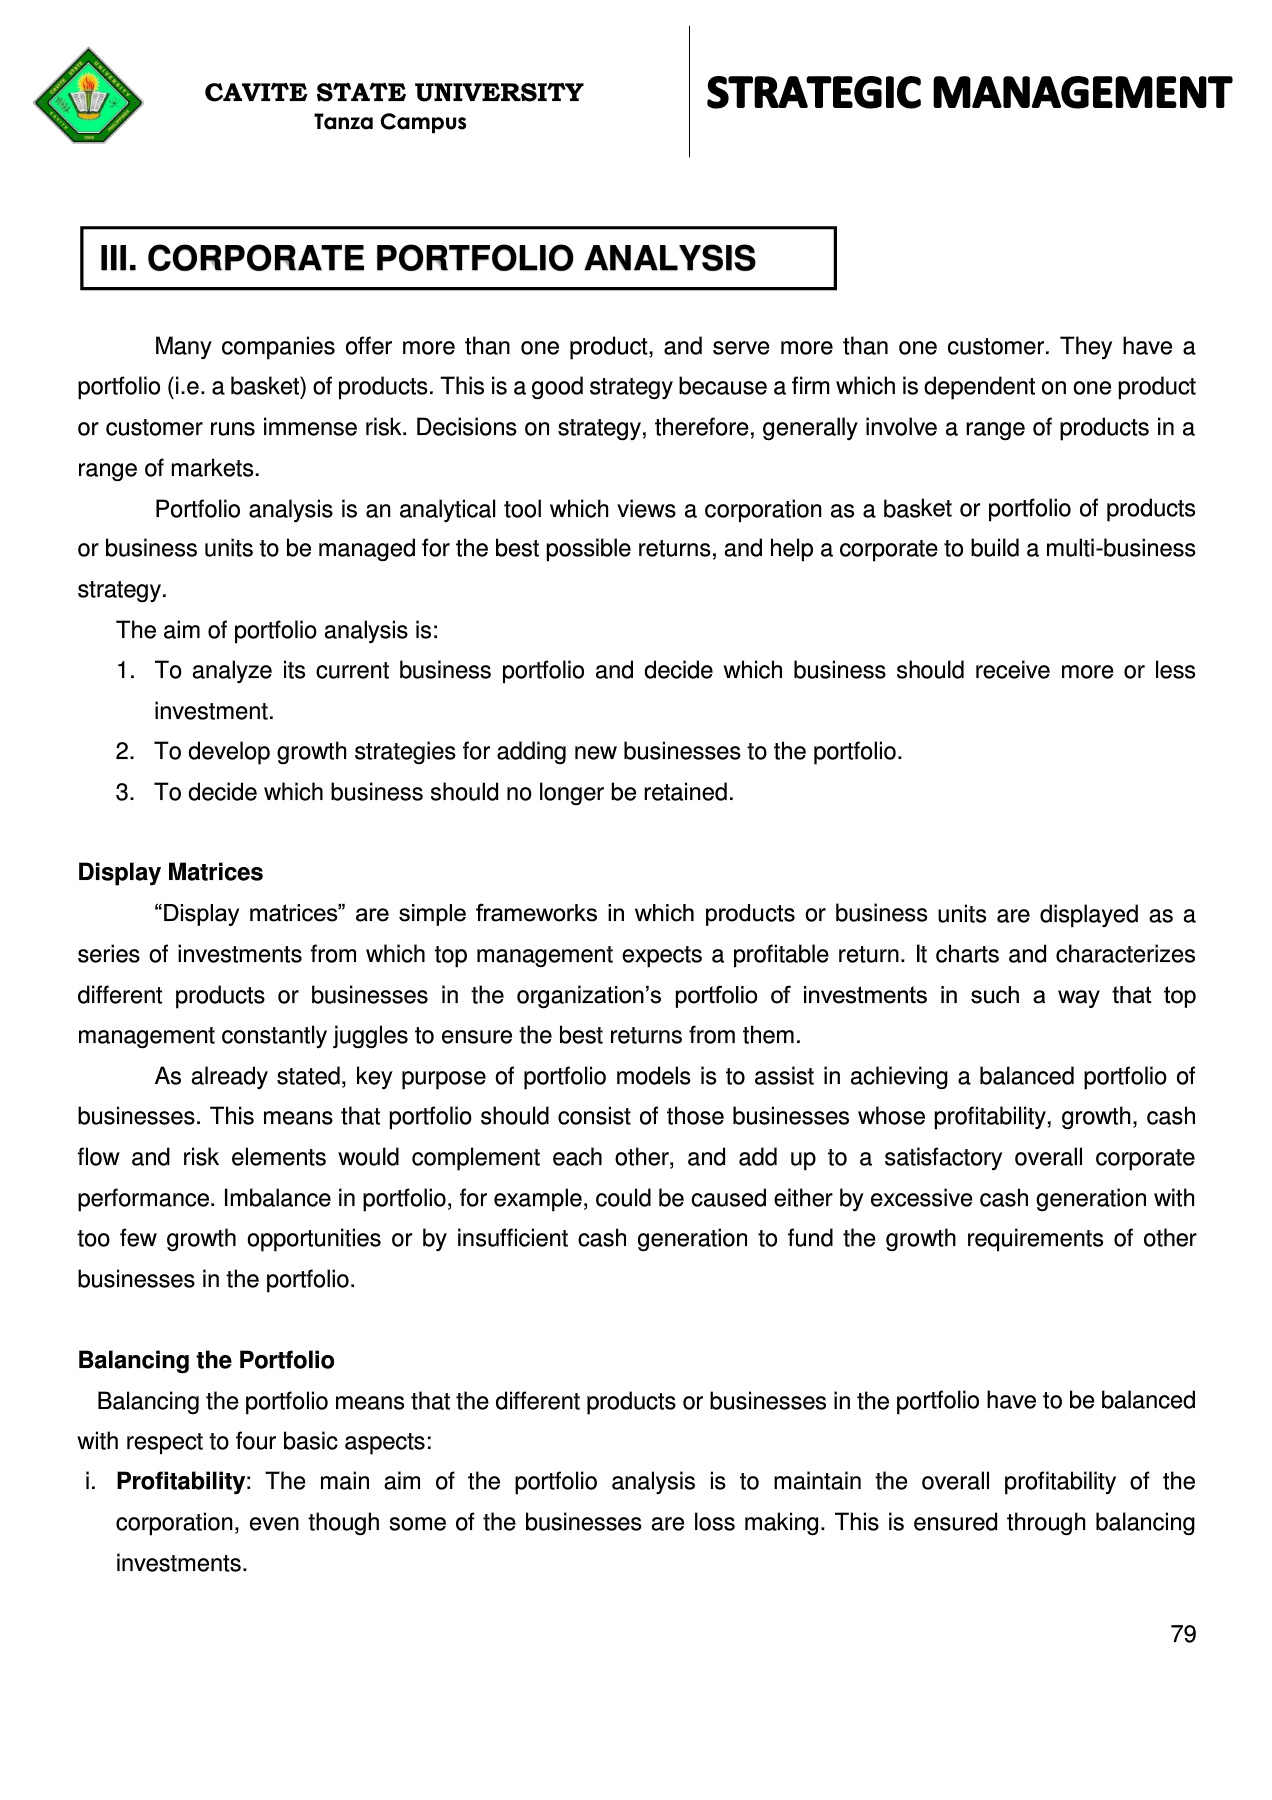 CAVITE STATE UNIVERSITY
Tanza Campus
STRATEGIC MANAGEMENT
III. CORPORATE PORTFOLIO ANALYSIS
Many companies offer more than one product, and serve more than one customer. They have a
portfolio (i.e. a basket) of products. This is a good strategy because a firm which is dependent on one product
or customer runs immense risk. Decisions on strategy, therefore, generally involve a range of products in a
range of markets.
Portfolio analysis is an analytical tool which views a corporation as a basket or portfolio of products
or business units to be managed for the best possible returns, and help a corporate to build a multi-business
strategy.
The aim of portfolio analysis is:
1. To analyze its current business portfolio and decide which business should receive more or less
investment.
2. To develop growth strategies for adding new businesses to the portfolio.
3. To decide which business should no longer be retained.
Display Matrices
“Display matrices” are simple frameworks in which products or business units are displayed as a
series of investments from which top management expects a profitable return. It charts and characterizes
different products or businesses in the organization’s portfolio of investments in such a way that top
management constantly juggles to ensure the best returns from them.
As already stated, key purpose of portfolio models is to assist in achieving a balanced portfolio of
businesses. This means that portfolio should consist of those businesses whose profitability, growth, cash
flow and risk elements would complement each other, and add up to a satisfactory overall corporate
performance. Imbalance in portfolio, for example, could be caused either by excessive cash generation with
too few growth opportunities or by insufficient cash generation to fund the growth requirements of other
businesses in the portfolio.
Balancing the Portfolio
Balancing the portfolio means that the different products or businesses in the portfolio have to be balanced
with respect to four basic aspects:
i. Profitability: The main aim of the portfolio analysis is to maintain the overall profitability of the
corporation, even though some of the businesses are loss making. This is ensured through balancing
investments.
79